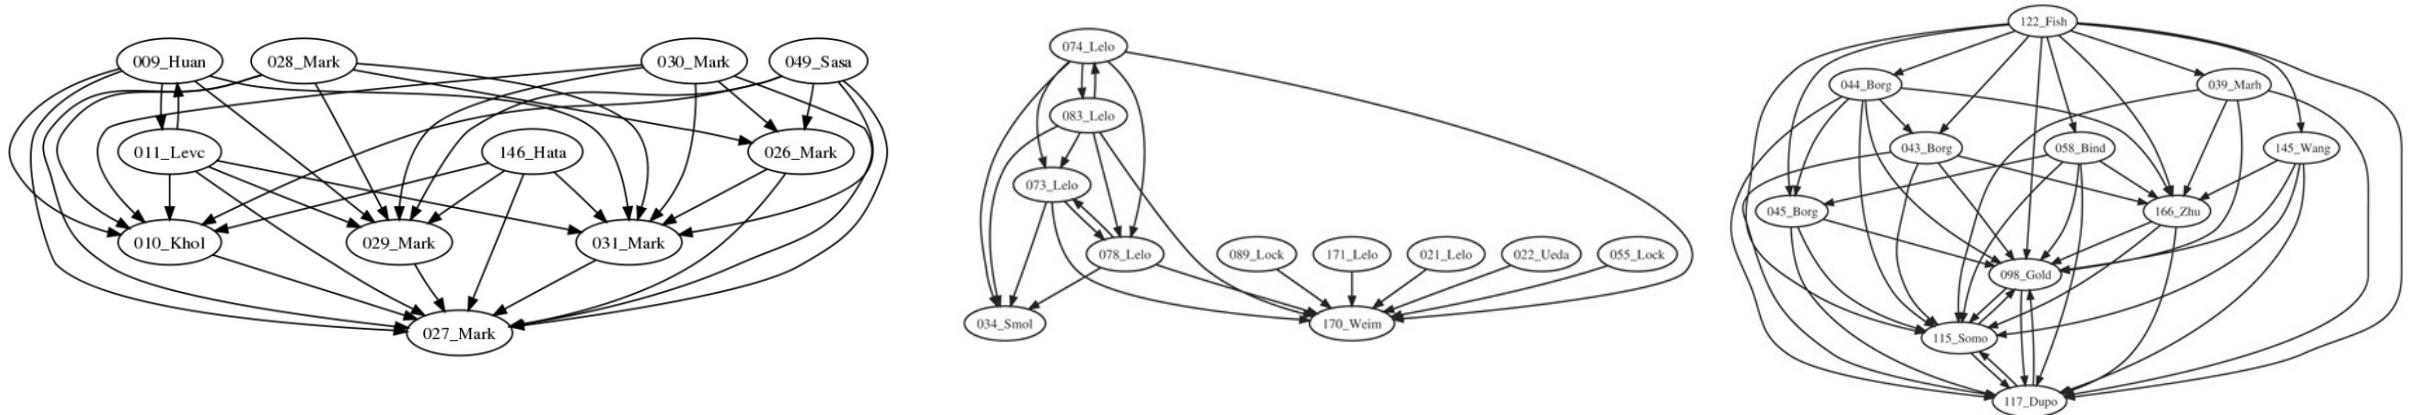 009_Huan
028_Mark
030_Mark
049_Sasa
011_Levc
146_Hata
026_Mark
010_Khol
029_Mark
031_Mark
027_Mark
074_Lelo
083_Lelo
073_Lelo
078_Lelo
089_Lock
171_Lelo
021_Lelo
022_Ueda
055_Lock
034_Smol
170_Weim
122_Fish
044_Borg
039_Marh
043_Borg
058_Bind
145_Wang
045_Borg
166_Zhu
098_Gold
115_Somo
117_Dupo